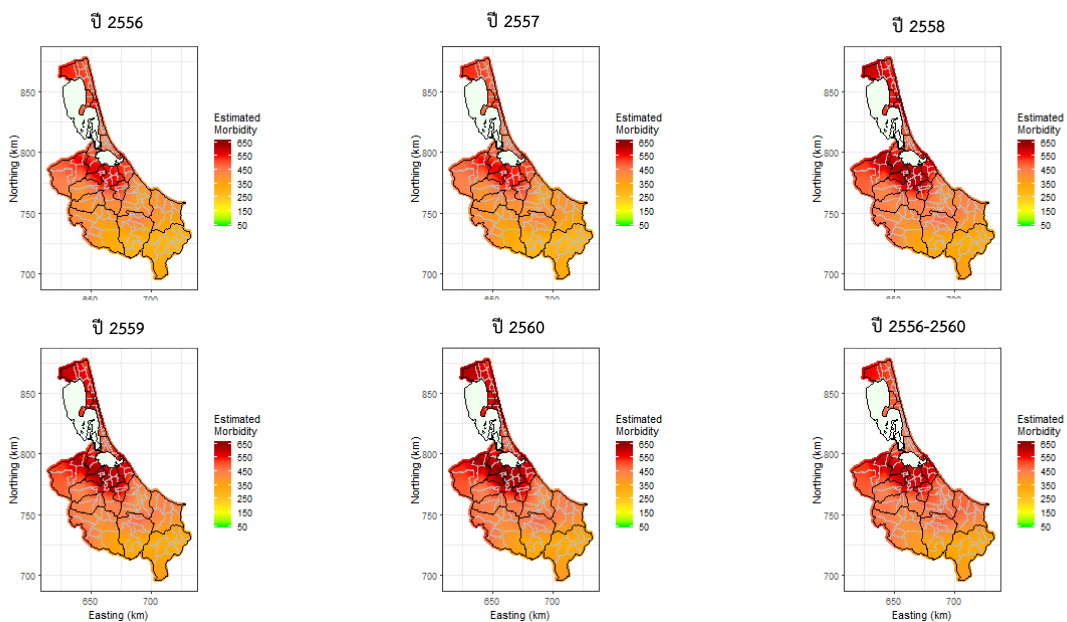 ปี 2556
850
800
750
700
Northing (km)
650
700
Estimated
Morbidity
650
550
450
350
250
150
50
ปี 2557
850
800
750
700
Northing (km)
650
700
Estimated
Morbidity
650
550
450
350
250
150
50
ปี 2558
850
800
750
700
Northing (km)
650
700
Estimated
Morbidity
650
550
450
350
250
150
50
ปี 2559
850
800
750
700
Northing (km)
650
700
Easting (km)
Estimated
Morbidity
650
550
450
350
250
150
50
ปี 2560
850
800
750
700
Northing (km)
650
700
Easting (km)
Estimated
Morbidity
650
550
450
350
250
150
50
ปี 2556-2560
850
800
750
700
Northing (km)
650
700
Easting (km)
Estimated
Morbidity
650
550
450
350
250
150
50